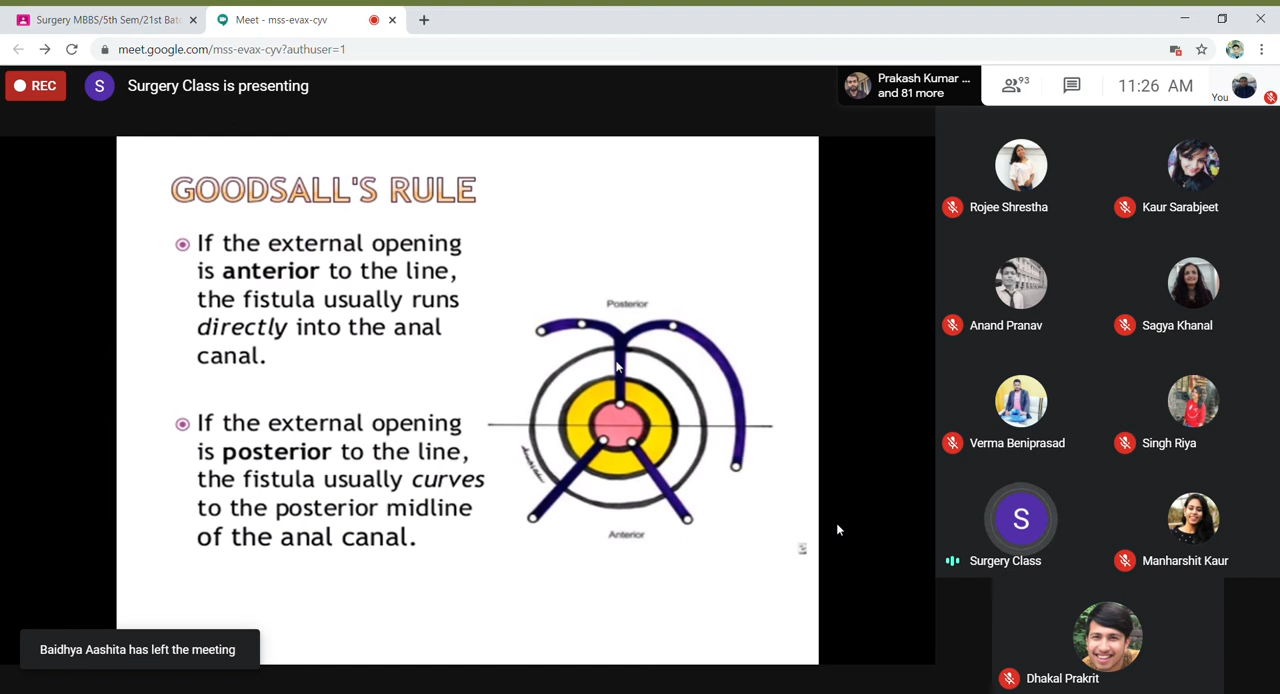 Surgery MBBS/5th Sem/21st Bat
Meet - mss-evax-cyv
meet.google.com/mss-evax-cyv?authuser=1
REC
S
Surgery Class is presenting
Prakash Kumar ...
and 81 more
93
11:26 AM
You
GOODSALL'S RULE
If the external opening
is anterior to the line,
the fistula usually runs
directly into the anal
canal.
If the external opening
is posterior to the line,
the fistula usually curves
to the posterior midline
of the anal canal.
Posterior
Anterior
Rojee Shrestha
Kaur Sarabjeet
Anand Pranav
Sagya Khanal
Verma Beniprasad
Singh Riya
S
Surgery Class
Manharshit Kaur
Dhakal Prakrit
Baidhya Aashita has left the meeting